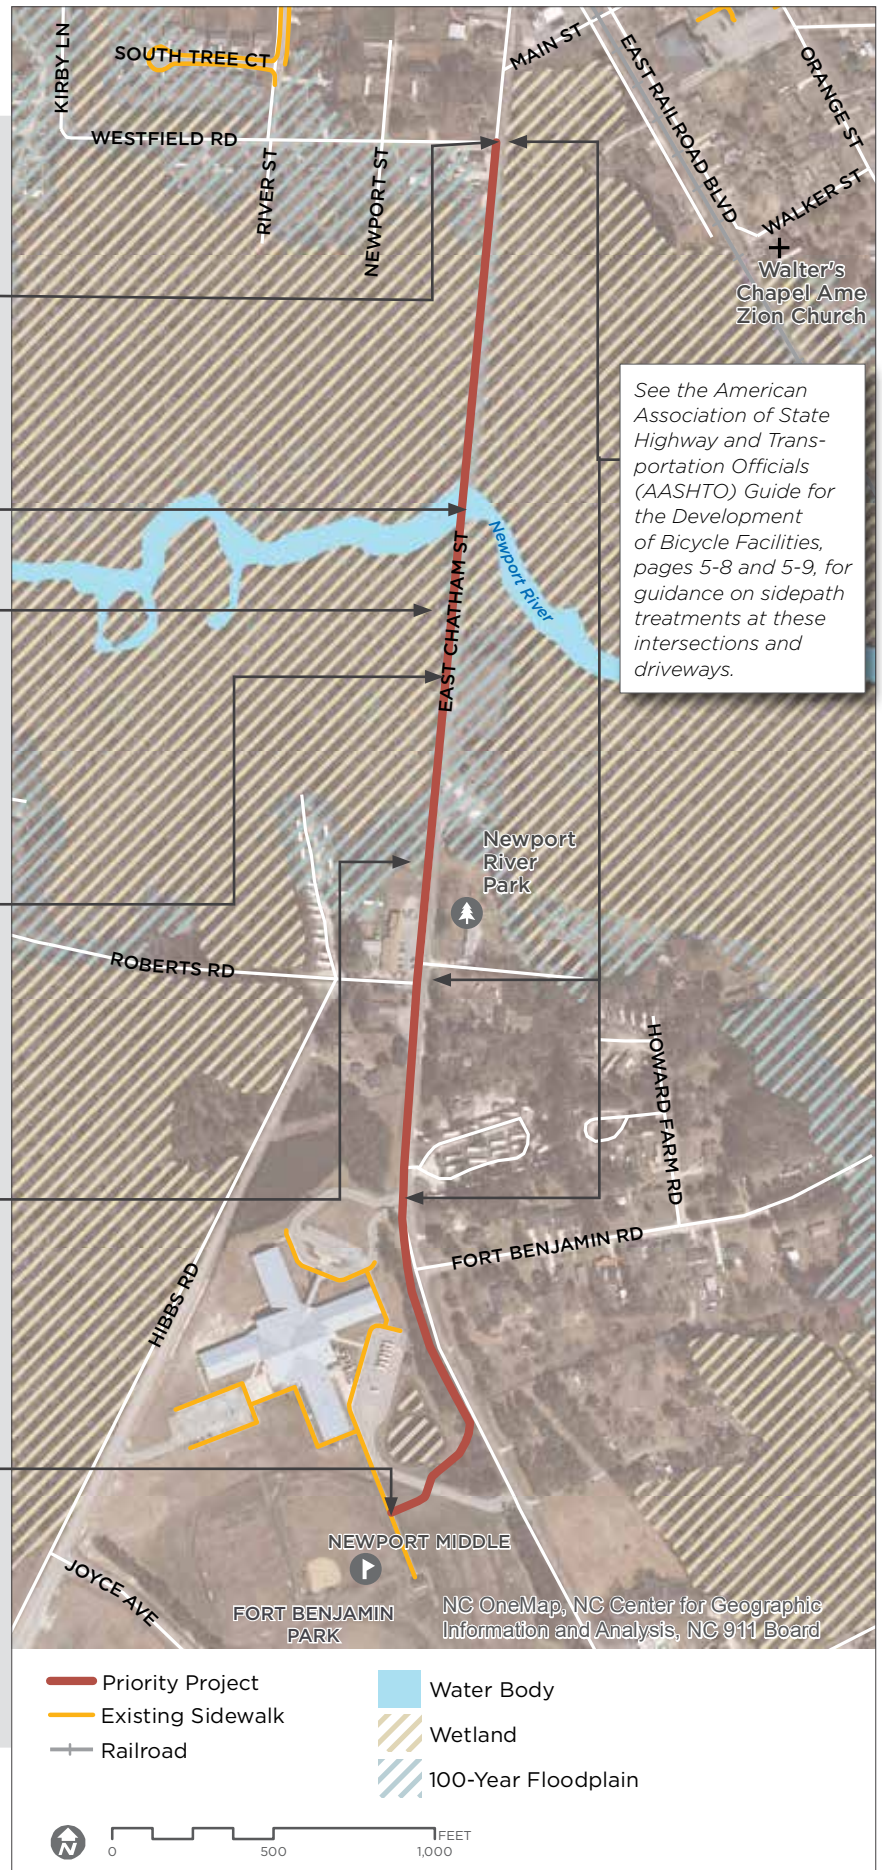 KIRBY LN
SOUTH TREE CT
MAIN ST
EAST RAILROAD BLVD
ORANGE ST
WESTFIELD RD
RIVER ST
NEWPORT ST
WALKER ST
Walter's
Chapel Ame
Zion Church
See the American
Association of State
Highway and Trans-
portation Officials
(AASHTO) Guide for
the Development
of Bicycle Facilities,
pages 5-8 and 5-9, for
guidance on sidepath
treatments at these
intersections and
driveways.
Newport River
EAST CHATHAM ST
Newport
River
Park
ROBERTS RD
HOWARD FARM RD
FORT BENJAMIN RD
HIBBS RD
NEWPORT MIDDLE
JOYCE AVE
FORT BENJAMIN
PARK
NC OneMap, NC Center for Geographic
Information and Analysis, NC 911 Board
Priority Project
Existing Sidewalk
Railroad
Water Body
Wetland
100-Year Floodplain
N
0 500 1,000 FEET